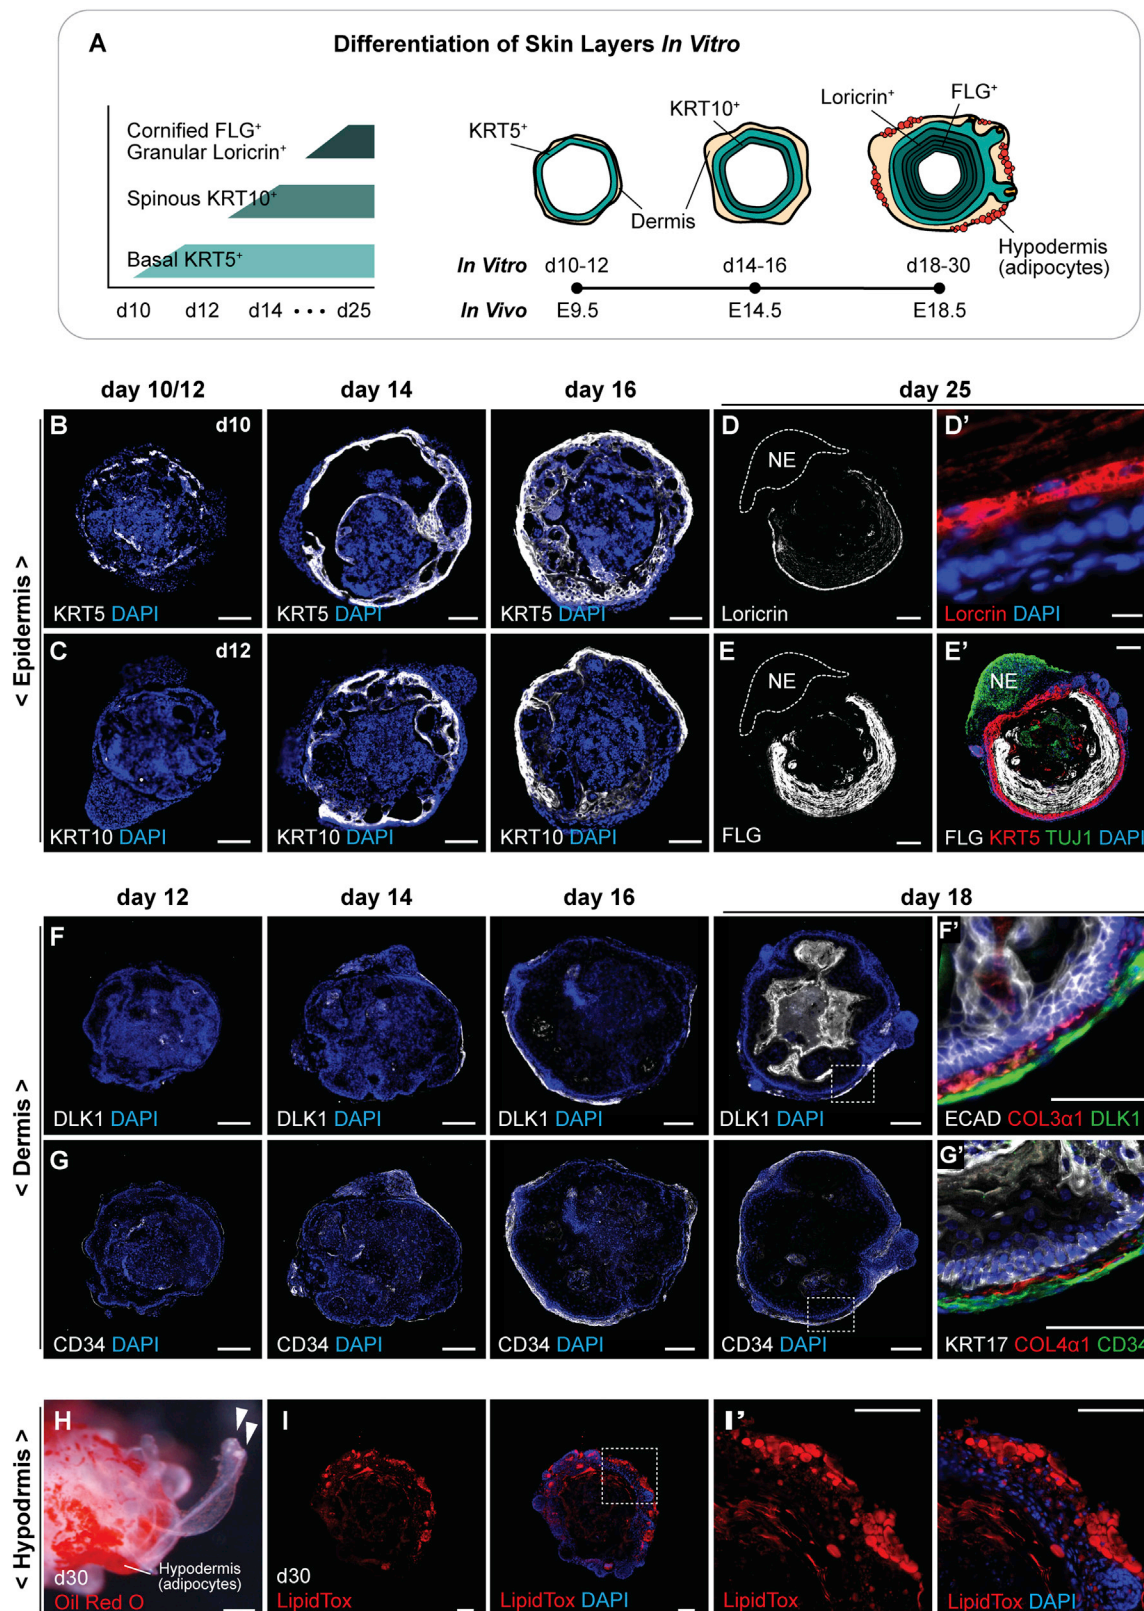 A
Differentiation of Skin Layers In Vitro
Cornified FLG+
Granular Loricrin+
Spinous KRT10+
Basal KRT5+
d10 d12 d14 • • • d25
KRT5+
KRT10+
Loricrin+
FLG+
Dermis
Hypodermis
(adipocytes)
In Vitro d10-12 d14-16 d18-30
In Vivo E9.5 E14.5 E18.5
day 10/12 day 14 day 16 day 25
< Epidermis >
B d10 D NE D’
KRT5 DAPI KRT5 DAPI KRT5 DAPI Loricrin Lorcrin DAPI
C d12 E NE E’ NE
KRT10 DAPI KRT10 DAPI KRT10 DAPI FLG FLG KRT5 TUJ1 DAPI
day 12 day 14 day 16 day 18
< Dermis >
F F’
DLK1 DAPI DLK1 DAPI DLK1 DAPI DLK1 DAPI ECAD COL3α1 DLK1
G G’
CD34 DAPI CD34 DAPI CD34 DAPI CD34 DAPI KRT17 COL4α1 CD34
< Hypodrmis >
H I I’
Hypodermis
(adipocytes)
d30 d30
Oil Red O LipidTox LipidTox DAPI LipidTox LipidTox DAPI